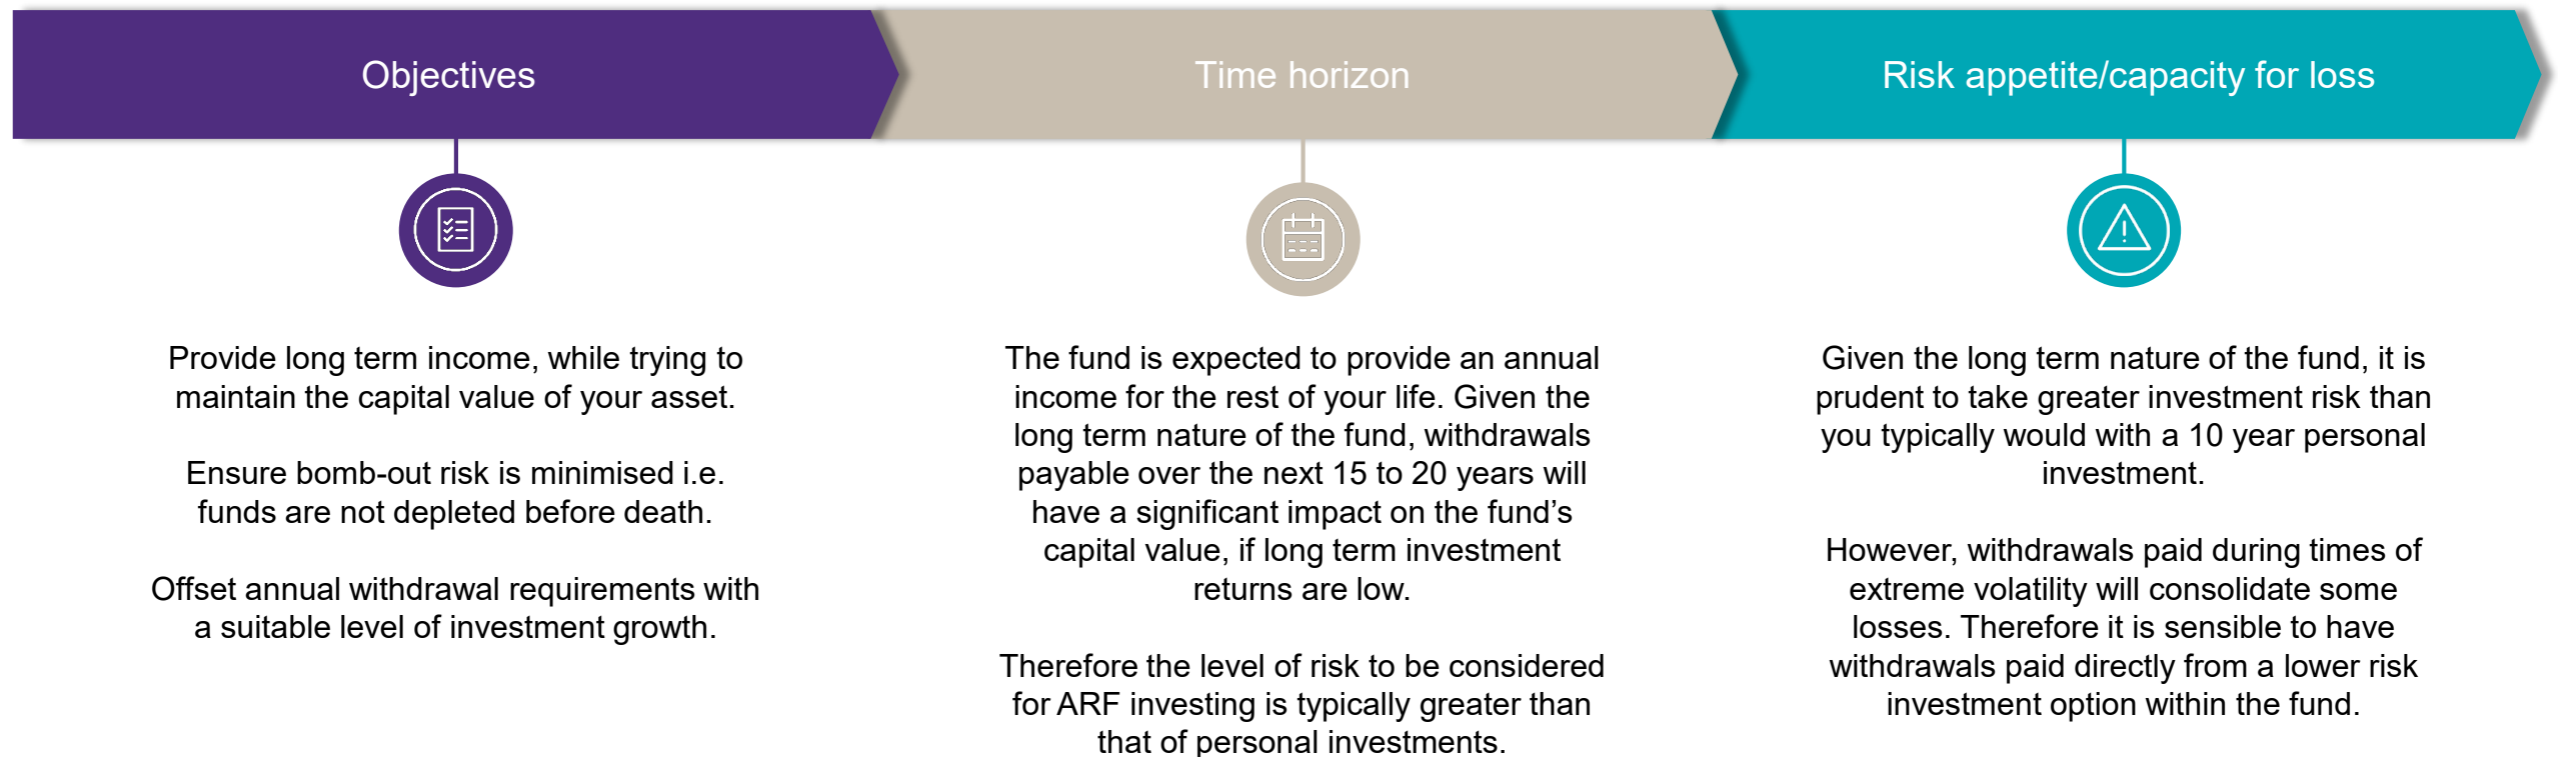 Objectives
Time horizon
Risk appetite/capacity for loss
Provide long term income, while trying to
maintain the capital value of your asset.
Ensure bomb-out risk is minimised i.e.
funds are not depleted before death.
Offset annual withdrawal requirements with
a suitable level of investment growth.
The fund is expected to provide an annual
income for the rest of your life. Given the
long term nature of the fund, withdrawals
payable over the next 15 to 20 years will
have a significant impact on the fund’s
capital value, if long term investment
returns are low.
Therefore the level of risk to be considered
for ARF investing is typically greater than
that of personal investments.
Given the long term nature of the fund, it is
prudent to take greater investment risk than
you typically would with a 10 year personal
investment.
However, withdrawals paid during times of
extreme volatility will consolidate some
losses. Therefore it is sensible to have
withdrawals paid directly from a lower risk
investment option within the fund.